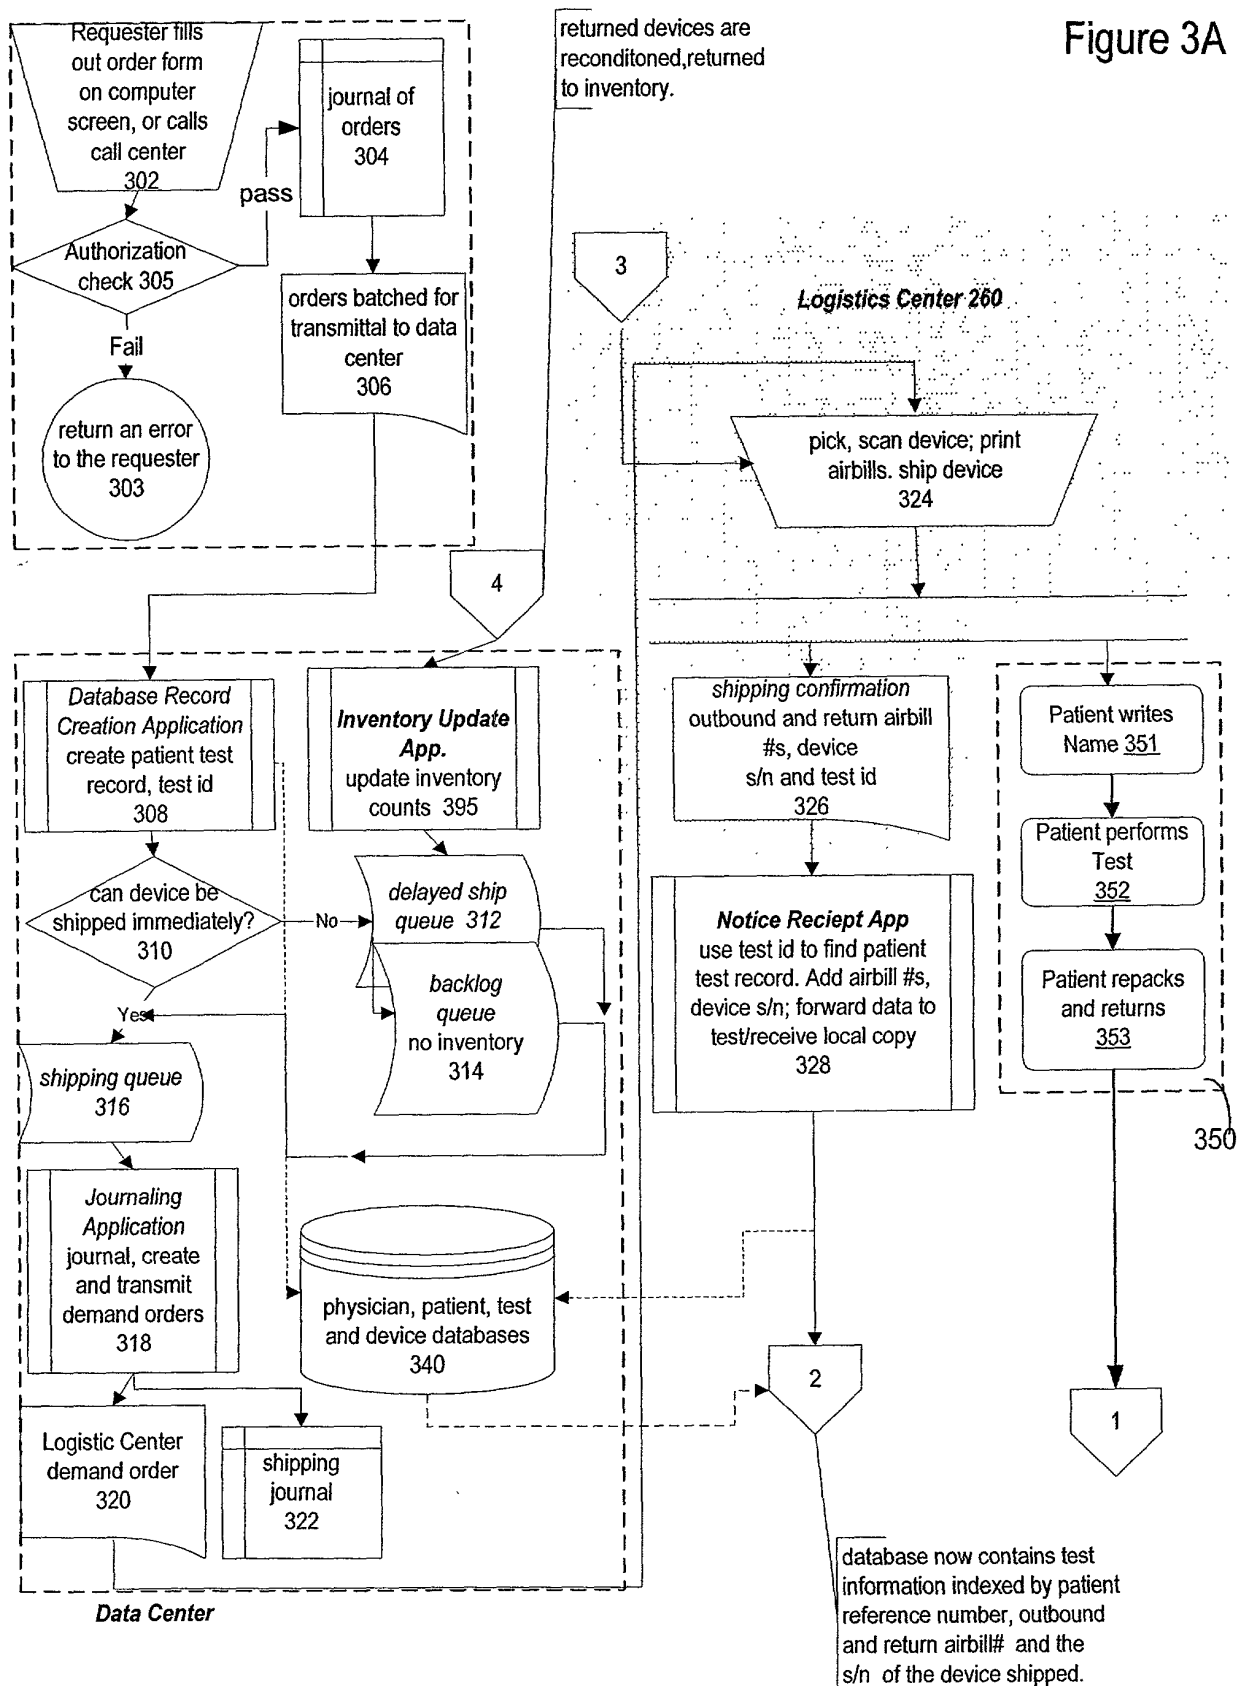 Figure 3A
Requester fills
out order form
on computer
screen, or calls
call center
302
Authorization
check 305
pass
Fail
return an error
to the requester
303
journal of
orders
304
orders batched for
transmittal to data
center
306
returned devices are
reconditoned,returned
to inventory.
4
3
Logistics Center 260
pick, scan device; print
airbills. ship device
324
Database Record
Creation Application
create patient test
record, test id
308
can device be
shipped immediately?
310
No
Yes
Inventory Update
App.
update inventory
counts 395
delayed ship
queue 312
backlog
queue
no inventory
314
shipping queue
316
Journaling
Application
journal, create
and transmit
demand orders
318
Logistic Center
demand order
320
shipping
journal
322
physician, patient, test
and device databases
340
Data Center
shipping confirmation
outbound and return airbill
#s, device
s/n and test id
326
Notice Reciept App
use test id to find patient
test record. Add airbill #s,
device s/n; forward data to
test/receive local copy
328
2
database now contains test
information indexed by patient
reference number, outbound
and return airbill# and the
s/n of the device shipped.
Patient writes
Name 351
Patient performs
Test
352
Patient repacks
and returns
353
350
1